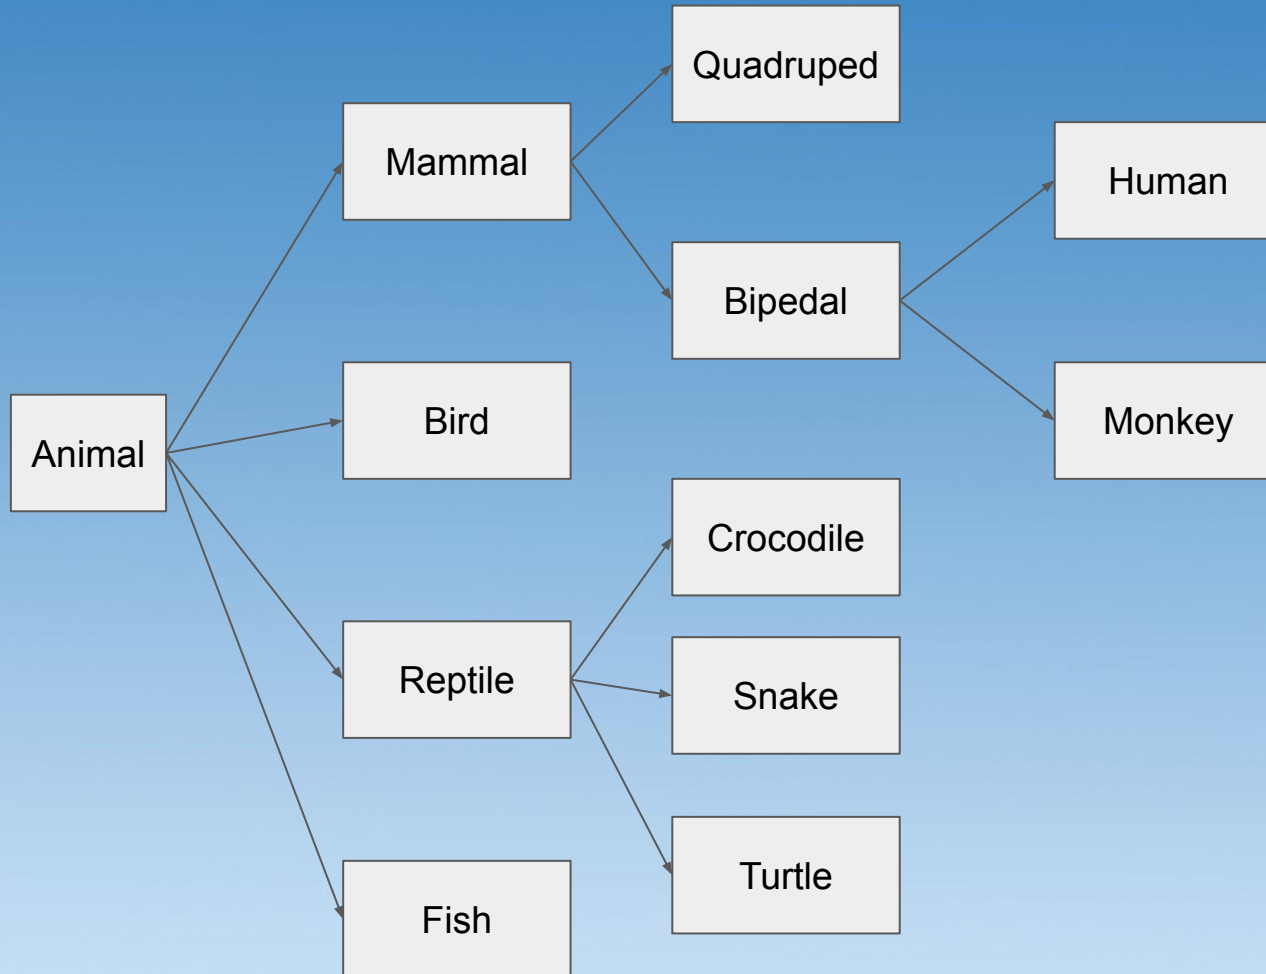 Quadruped
Mammal
Human
Bipedal
Bird
Monkey
Animal
Crocodile
Reptile
Snake
Turtle
Fish